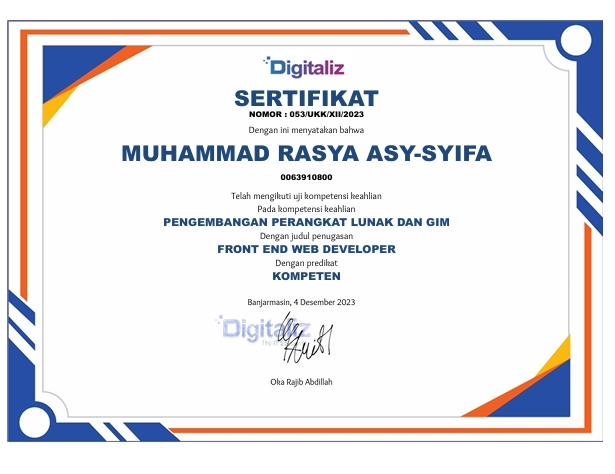 Digitaliz
SERTIFIKAT
NOMOR : 053/UKK/XII/2023
Dengan ini menyatakan bahwa
MUHAMMAD RASYA ASY-SYIFA
0063910800
Telah mengikuti uji kompetensi keahlian
Pada kompetensi keahlian
PENGEMBANGAN PERANGKAT LUNAK DAN GIM
Dengan judul penugasan
FRONT END WEB DEVELOPER
Dengan predikat
KOMPETEN
Banjarmasin, 4 Desember 2023
Digitaliz
Oka Rajib Abdillah